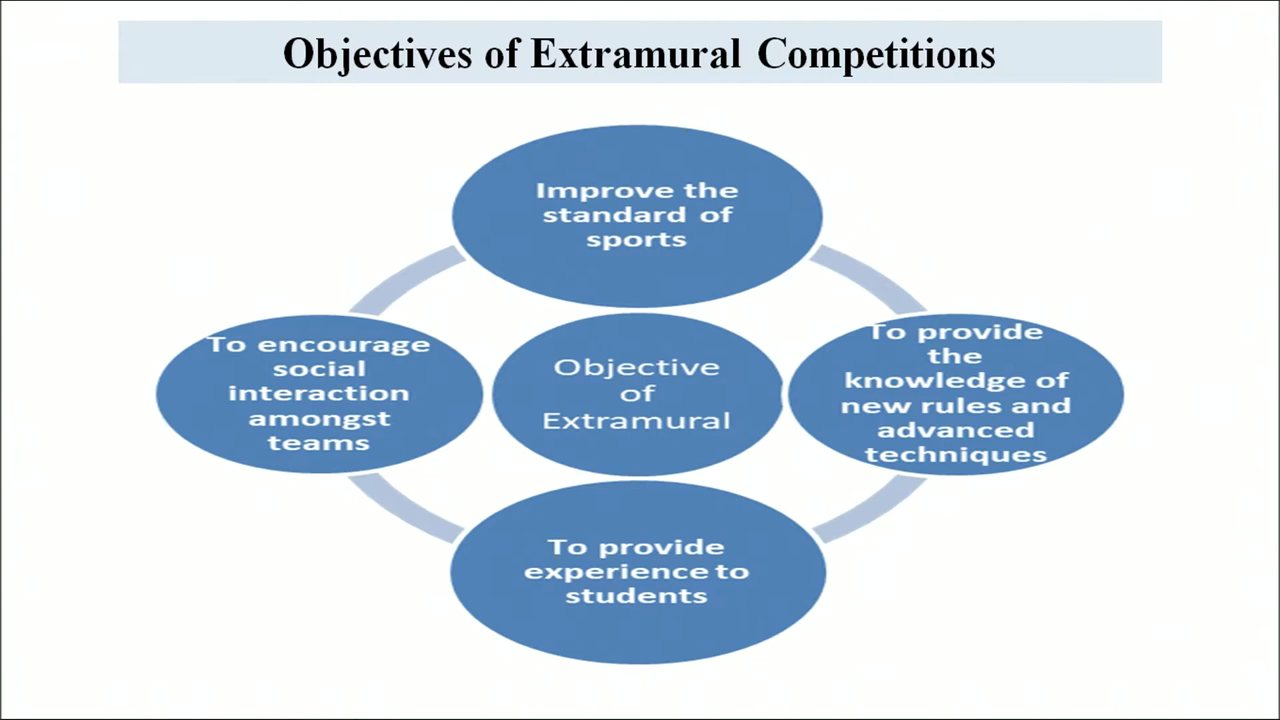 Objectives of Extramural Competitions
Improve the
standard of
sports
To encourage
social
interaction
amongst
teams
Objective
of
Extramural
To provide
the
knowledge of
new rules and
advanced
techniques
To provide
experience to
students